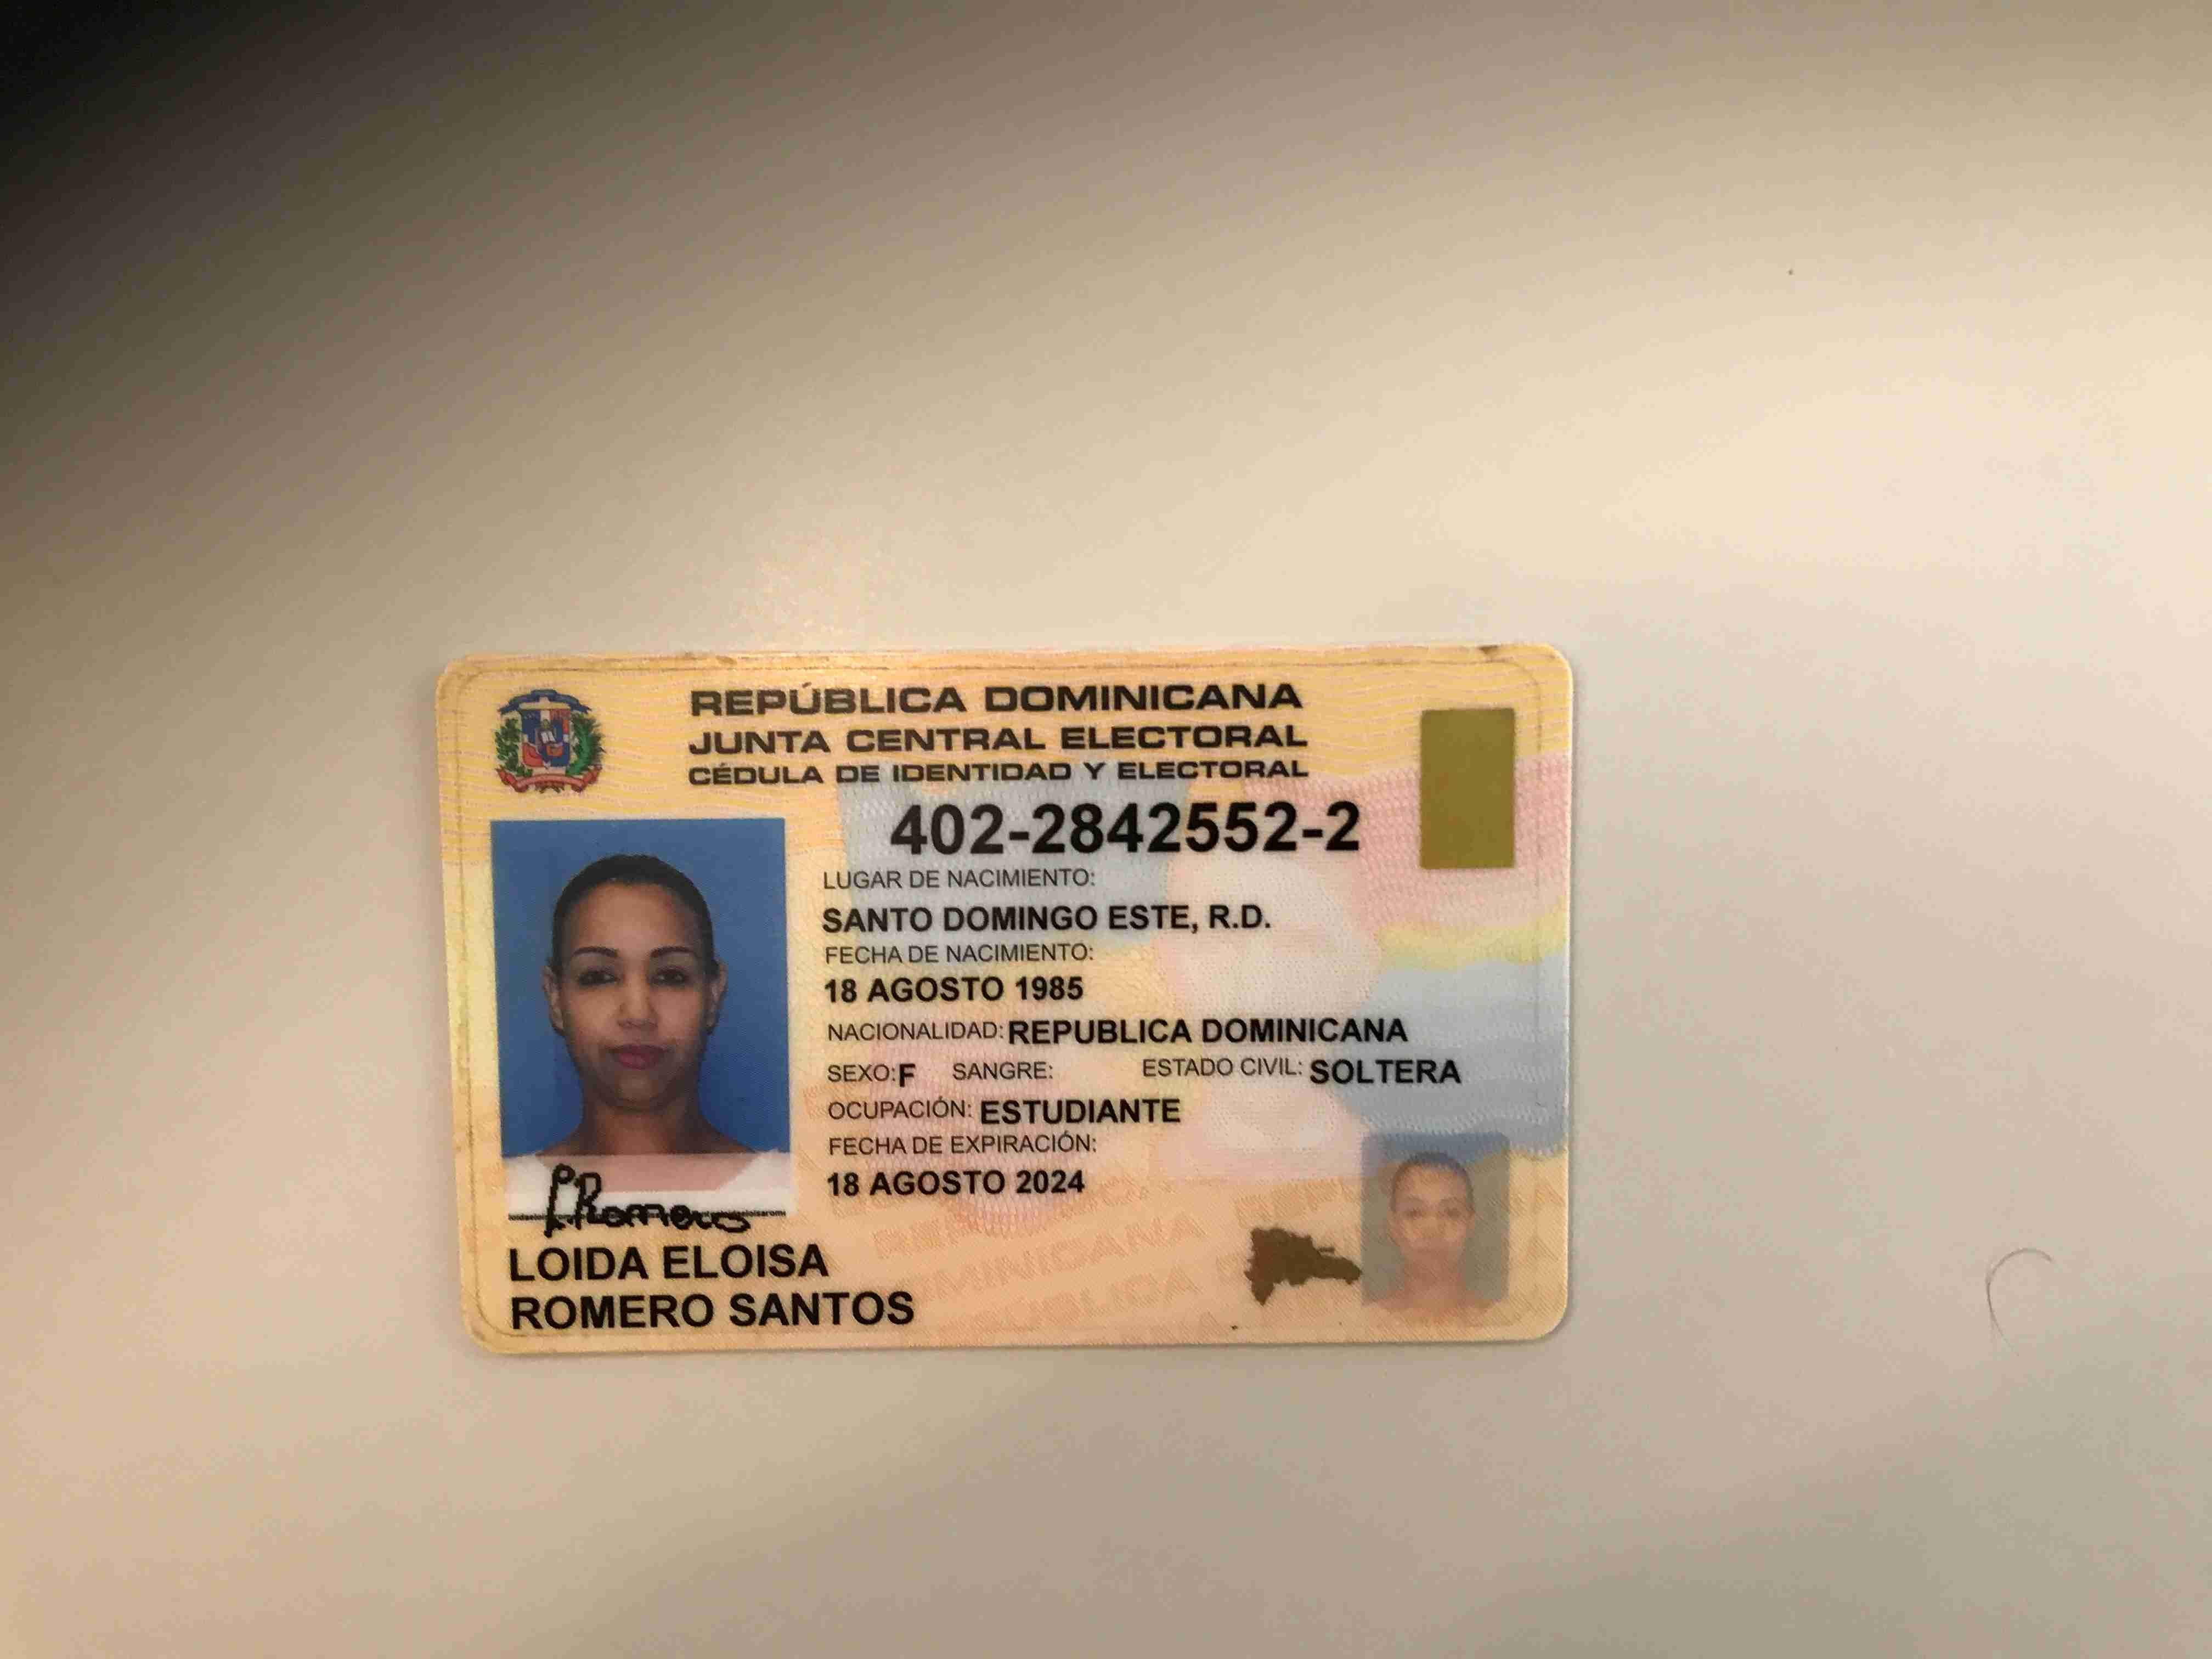 REPÚBLICA DOMINICANA
JUNTA CENTRAL ELECTORAL
CÉDULA DE IDENTIDAD Y ELECTORAL
402-2842552-2
LUGAR DE NACIMIENTO:
SANTO DOMINGO ESTE, R.D.
FECHA DE NACIMIENTO:
18 AGOSTO 1985
NACIONALIDAD: REPUBLICA DOMINICANA
SEXO: F SANGRE: ESTADO CIVIL: SOLTERA
OCUPACIÓN: ESTUDIANTE
FECHA DE EXPIRACIÓN:
18 AGOSTO 2024
LRomero
LOIDA ELOISA
ROMERO SANTOS